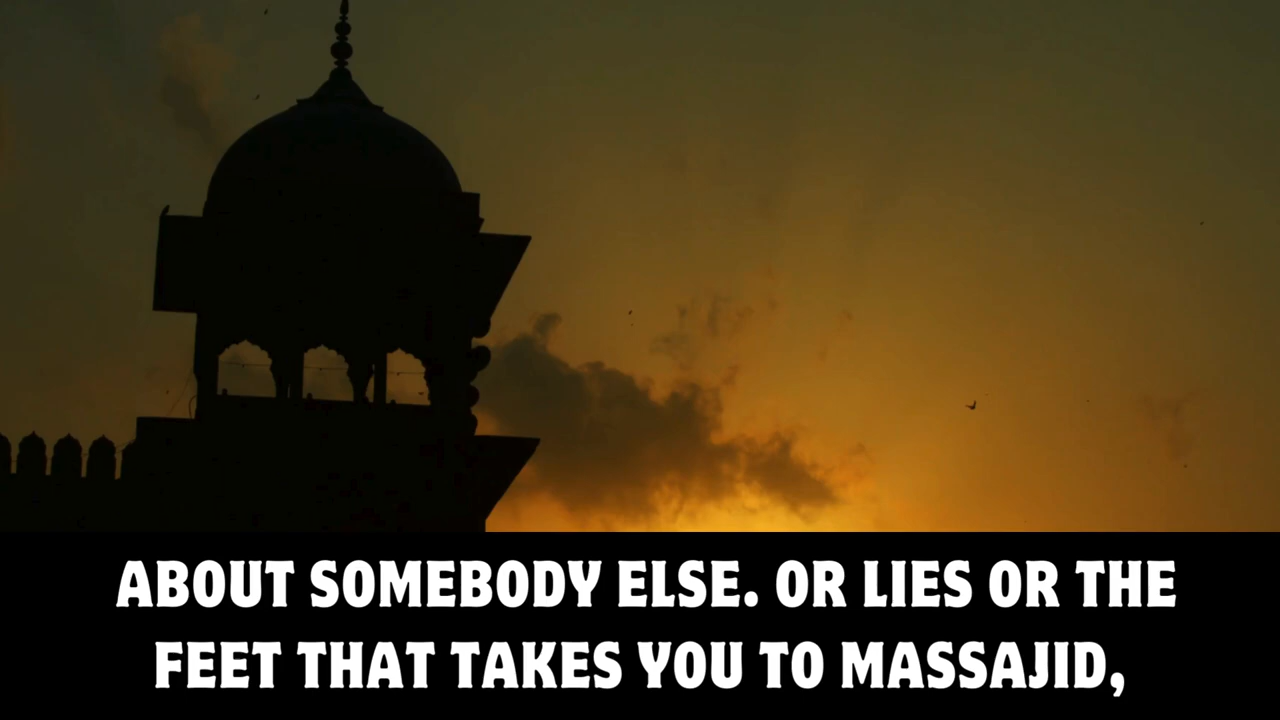 ABOUT SOMEBODY ELSE. OR LIES OR THE
FEET THAT TAKES YOU TO MASSAJID,